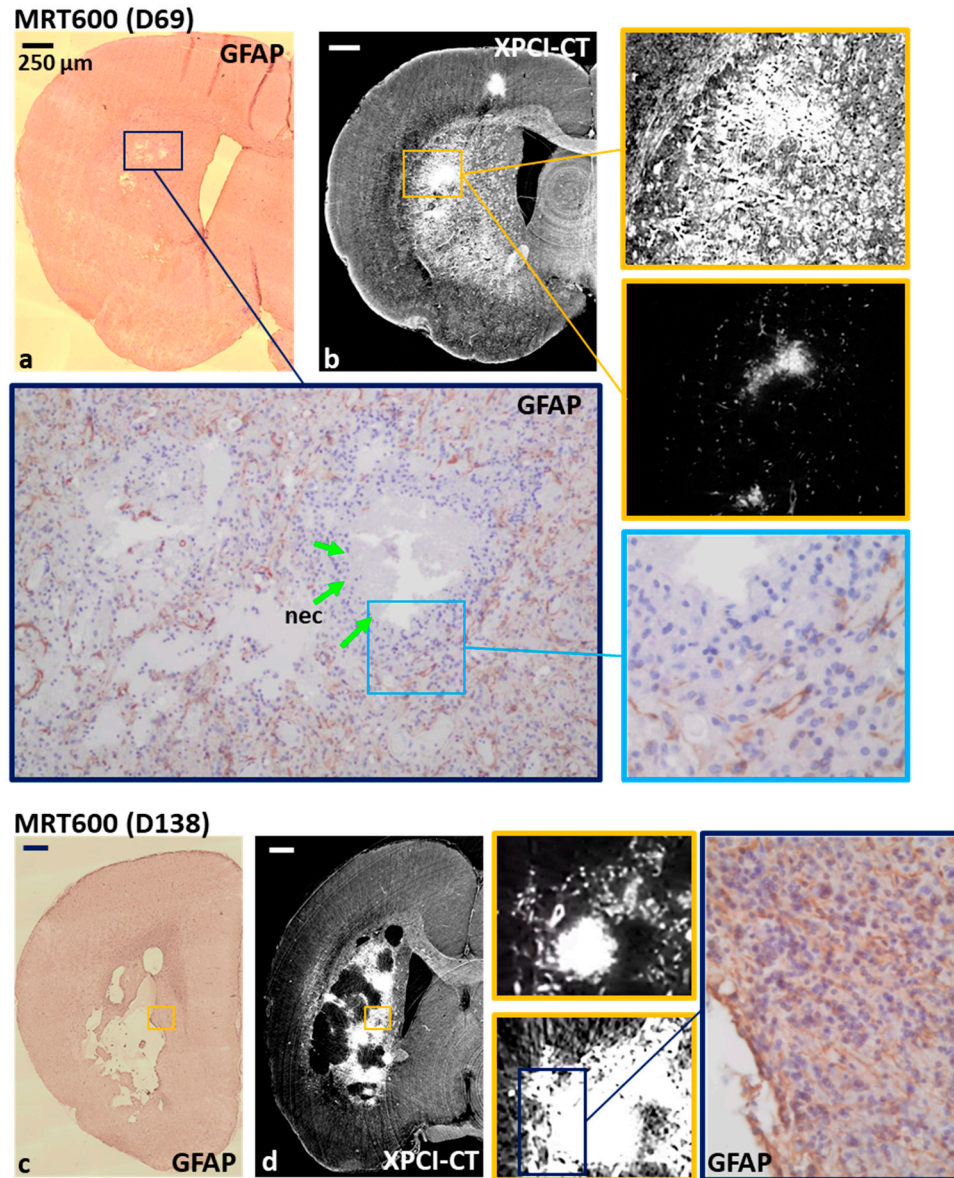 MRT600 (D69)
GFAP
250 µm
a
XPCI-CT
b
GFAP
nec
MRT600 (D138)
c
GFAP
d
XPCI-CT
GFAP